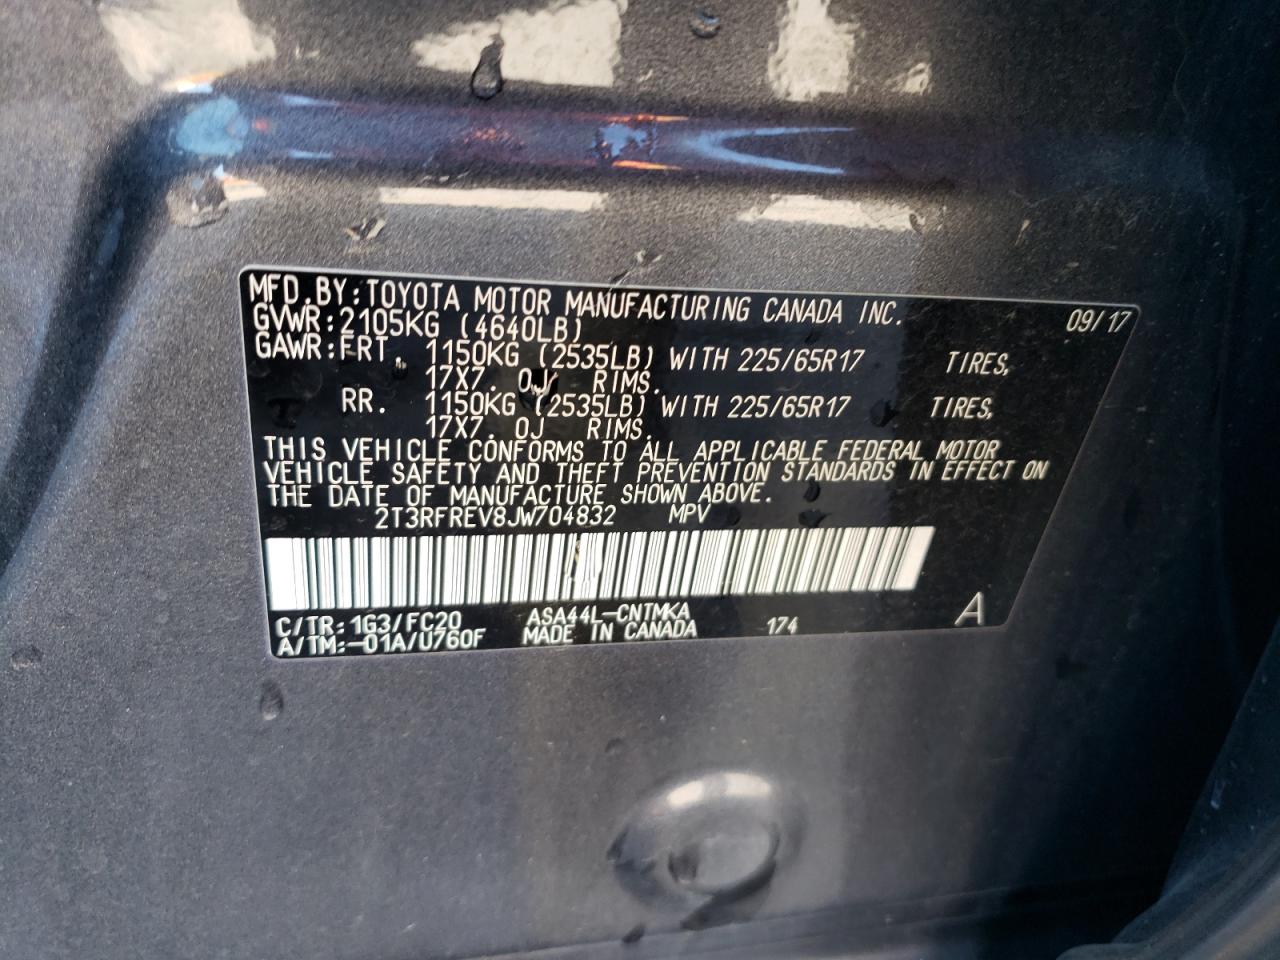 MFD.BY:TOYOTA MOTOR MANUFACTURING CANADA INC. 09/17
GVWR:2105KG (4640LB)
GAWR:FRT. 1150KG (2535LB) WITH 225/65R17 TIRES,
17X7. 0J RIMS.
RR. 1150KG (2535LB) WITH 225/65R17 TIRES,
17X7. 0J RIMS.
THIS VEHICLE CONFORMS TO ALL APPLICABLE FEDERAL MOTOR
VEHICLE SAFETY AND THEFT PREVENTION STANDARDS IN EFFECT ON
THE DATE OF MANUFACTURE SHOWN ABOVE.
2T3RFREV8JW704832 MPV
C/TR:1G3/FC20 ASA44L-CNTMKA 174 A
A/TM:-01A/U760F MADE IN CANADA